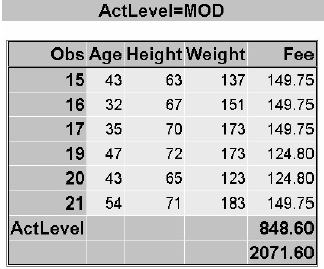 ActLevel=MOD
Obs Age Height Weight Fee
15 43 63 137 149.75
16 32 67 151 149.75
17 35 70 173 149.75
19 47 72 173 124.80
20 43 65 123 124.80
21 54 71 183 149.75
ActLevel 848.60
2071.60